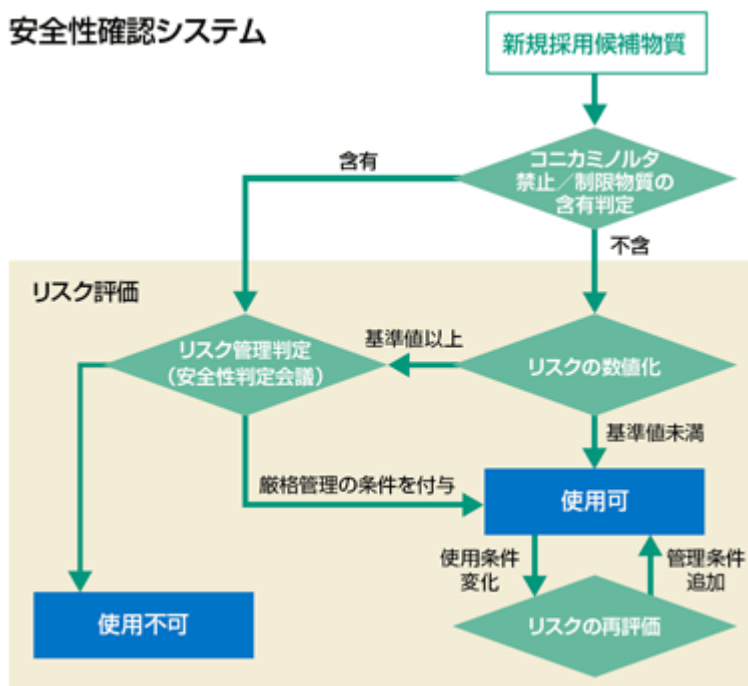 安全性確認システム
新規採用候補物質
コニカミノルタ
禁止／制限物質の
含有判定
含有
不含
リスク評価
リスク管理判定
（安全性判定会議）
基準値以上
リスクの数値化
基準値未満
厳格管理の条件を付与
使用可
使用条件
変化
管理条件
追加
使用不可
リスクの再評価